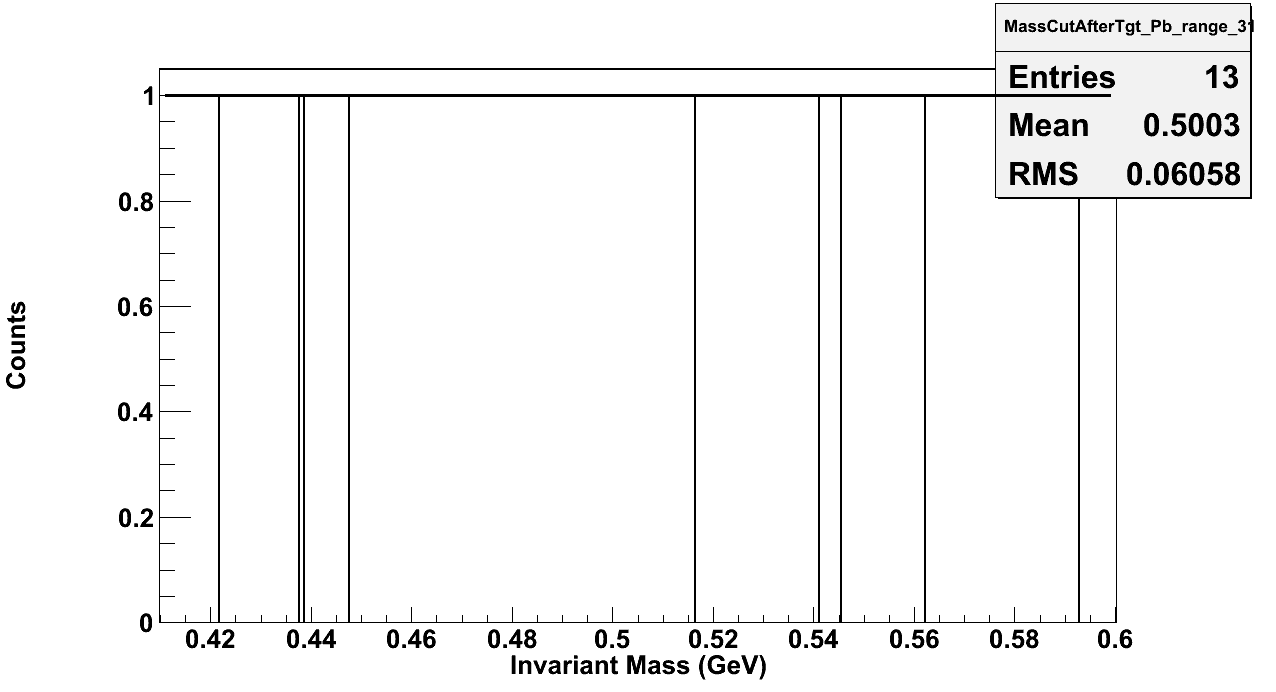 MassCutAfterTgt_Pb_range_31
Entries 13
Mean 0.5003
RMS 0.06058
1
0.8
0.6
0.4
0.2
0
Counts
0.42 0.44 0.46 0.48 0.5 0.52 0.54 0.56 0.58 0.6
Invariant Mass (GeV)